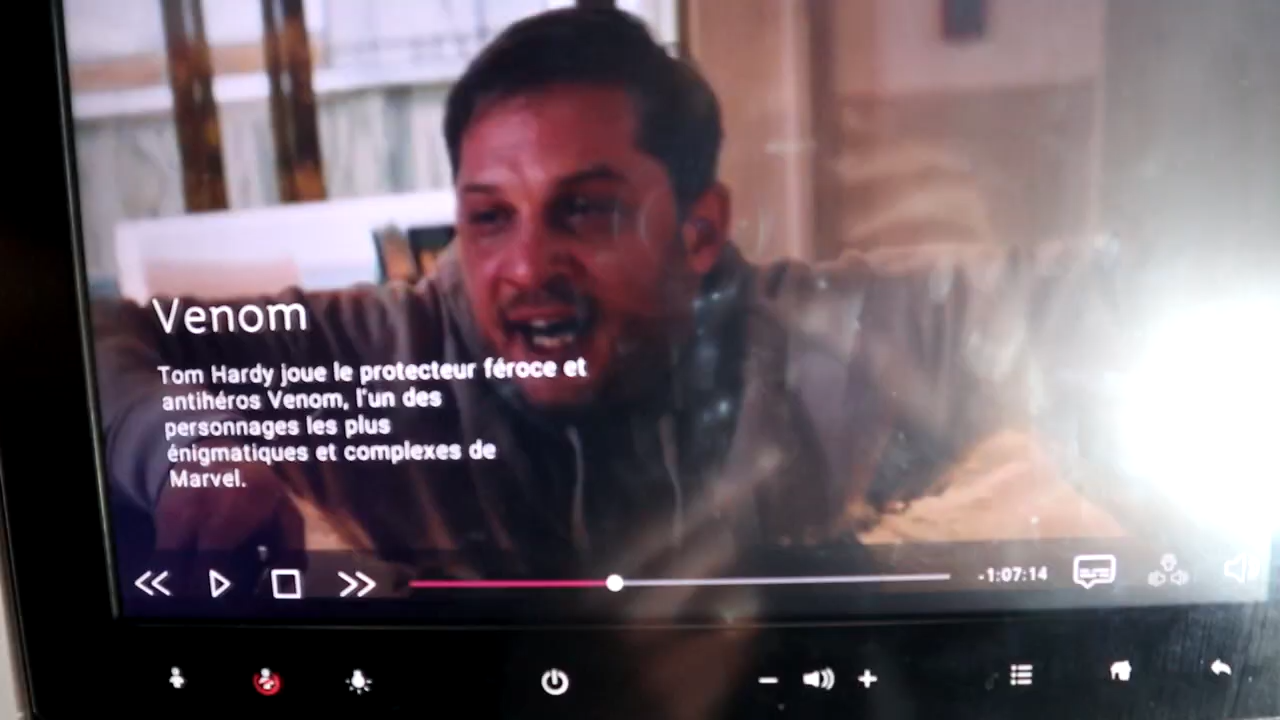 Venom
Tom Hardy joue le protecteur féroce et
antihéros Venom, l'un des
personnages les plus
énigmatiques et complexes de
Marvel.
-1:07:14